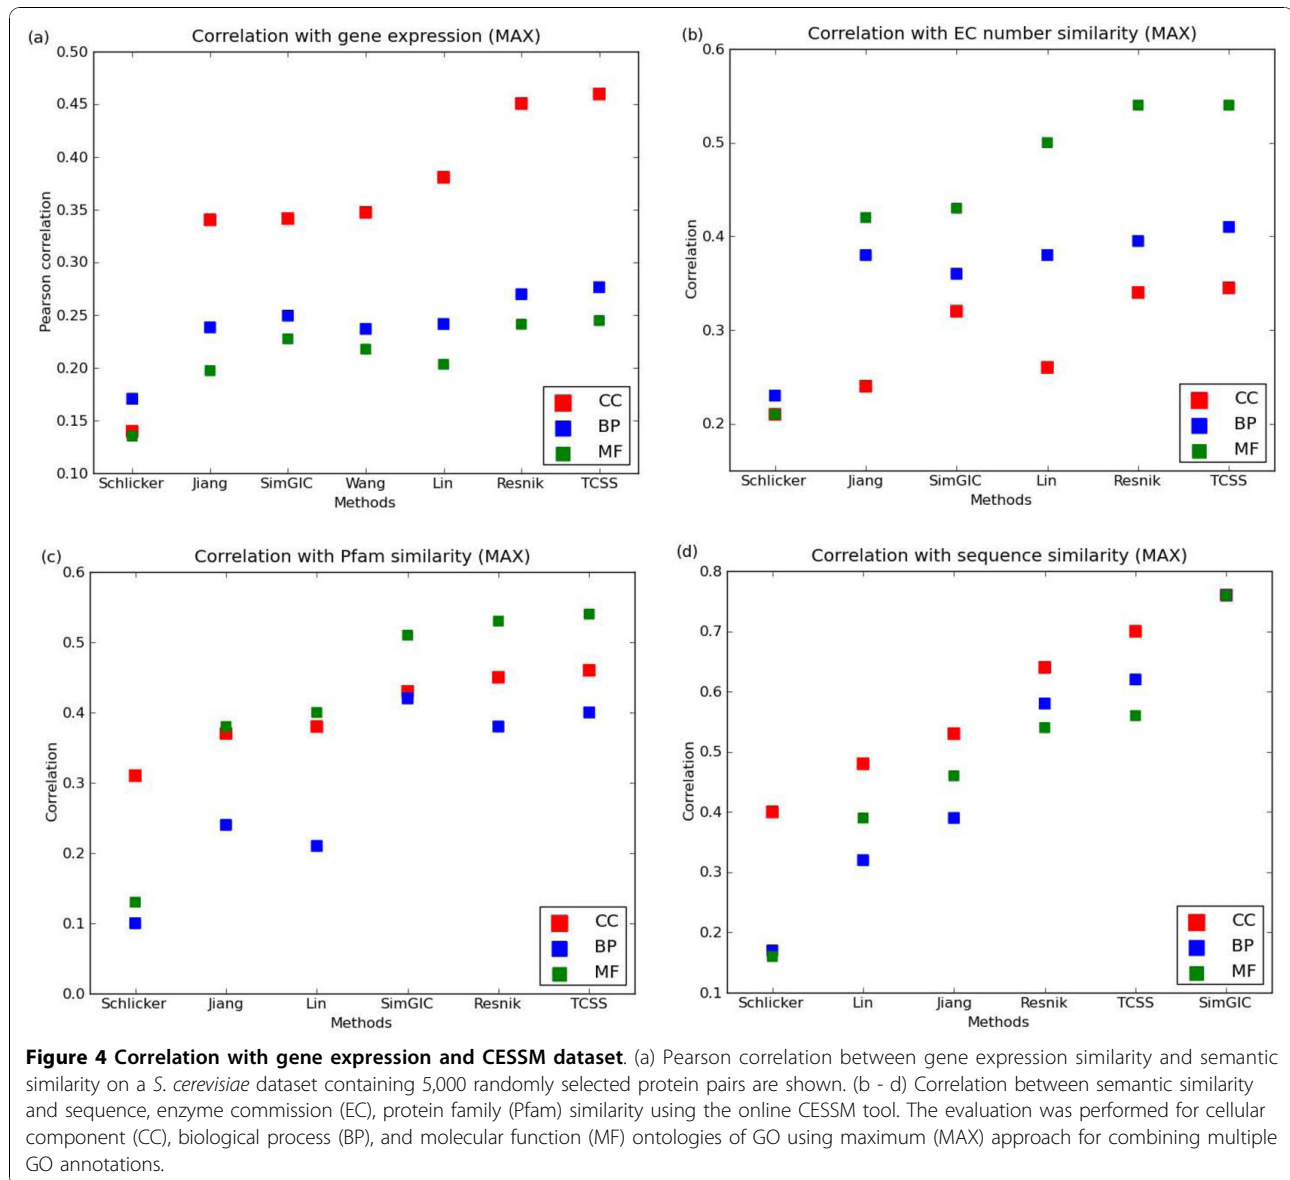 (a)
Correlation with gene expression (MAX)
0.50
0.45
0.40
0.35
0.30
0.25
0.20
0.15
0.10
Pearson correlation
Schlicker Jiang SimGIC Wang Lin Resnik TCSS
Methods
CC
BP
MF
(b)
Correlation with EC number similarity (MAX)
0.6
0.5
0.4
0.3
0.2
Correlation
Schlicker Jiang SimGIC Lin Resnik TCSS
Methods
CC
BP
MF
(c)
Correlation with Pfam similarity (MAX)
0.6
0.5
0.4
0.3
0.2
0.1
0.0
Correlation
Schlicker Jiang Lin SimGIC Resnik TCSS
Methods
CC
BP
MF
(d)
Correlation with sequence similarity (MAX)
0.8
0.7
0.6
0.5
0.4
0.3
0.2
0.1
Correlation
Schlicker Lin Jiang Resnik TCSS SimGIC
Methods
CC
BP
MF
Figure 4 Correlation with gene expression and CESSM dataset. (a) Pearson correlation between gene expression similarity and semantic
similarity on a S. cerevisiae dataset containing 5,000 randomly selected protein pairs are shown. (b - d) Correlation between semantic similarity
and sequence, enzyme commission (EC), protein family (Pfam) similarity using the online CESSM tool. The evaluation was performed for cellular
component (CC), biological process (BP), and molecular function (MF) ontologies of GO using maximum (MAX) approach for combining multiple
GO annotations.